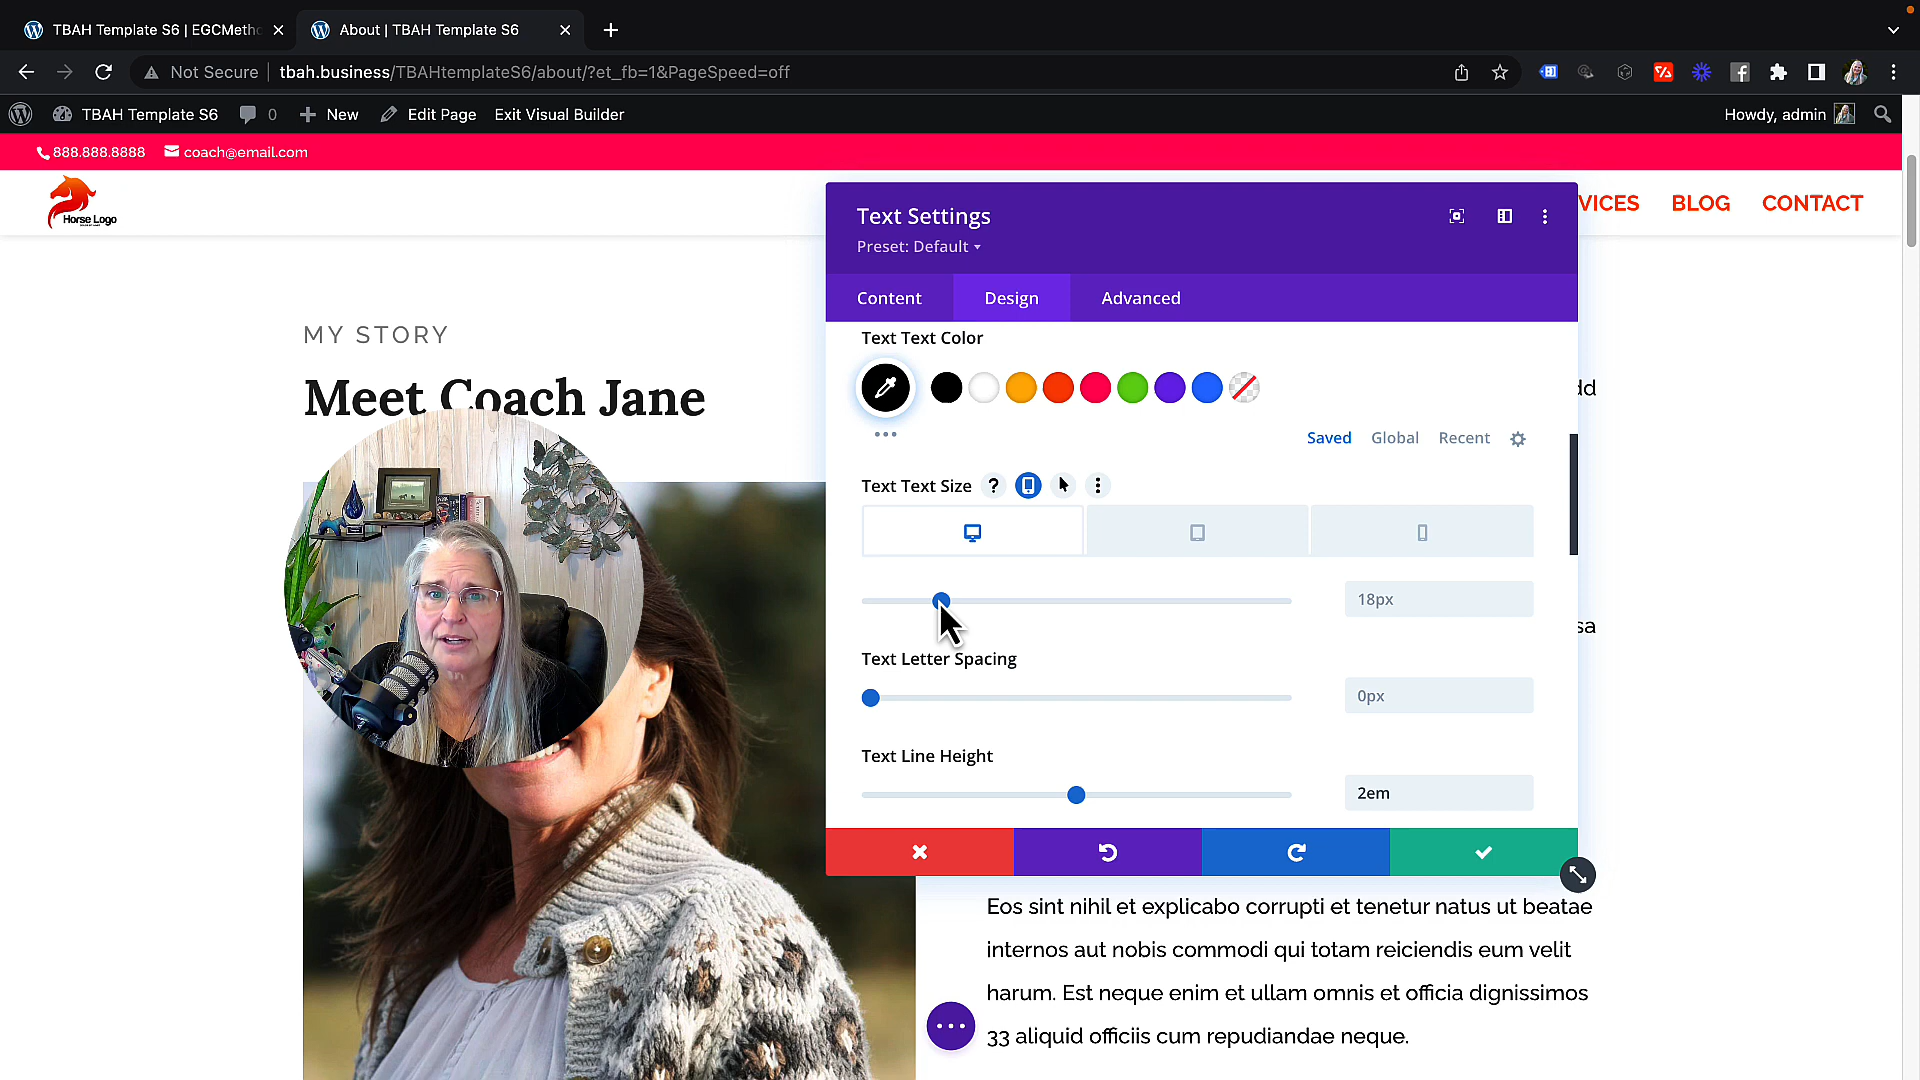 TBAH Template S6 | EGCMetho
About | TBAH Template S6
Not Secure
tbah.business/TBAHtemplateS6/about/?et_fb=1&PageSpeed=off
TBAH Template S6
0
New
Edit Page
Exit Visual Builder
Howdy, admin
888.888.8888
coach@email.com
Horse Logo
VICES
BLOG
CONTACT
Text Settings
Preset: Default
Content
Design
Advanced
MY STORY
Meet Coach Jane
Text Text Color
dd
Saved
Global
Recent
Text Text Size
?
18px
sa
Text Letter Spacing
0px
Text Line Height
2em
Eos sint nihil et explicabo corrupti et tenetur natus ut beatae
internos aut nobis commodi qui totam reiciendis eum velit
harum. Est neque enim et ullam omnis et officia dignissimos
33 aliquid officiis cum repudiandae neque.